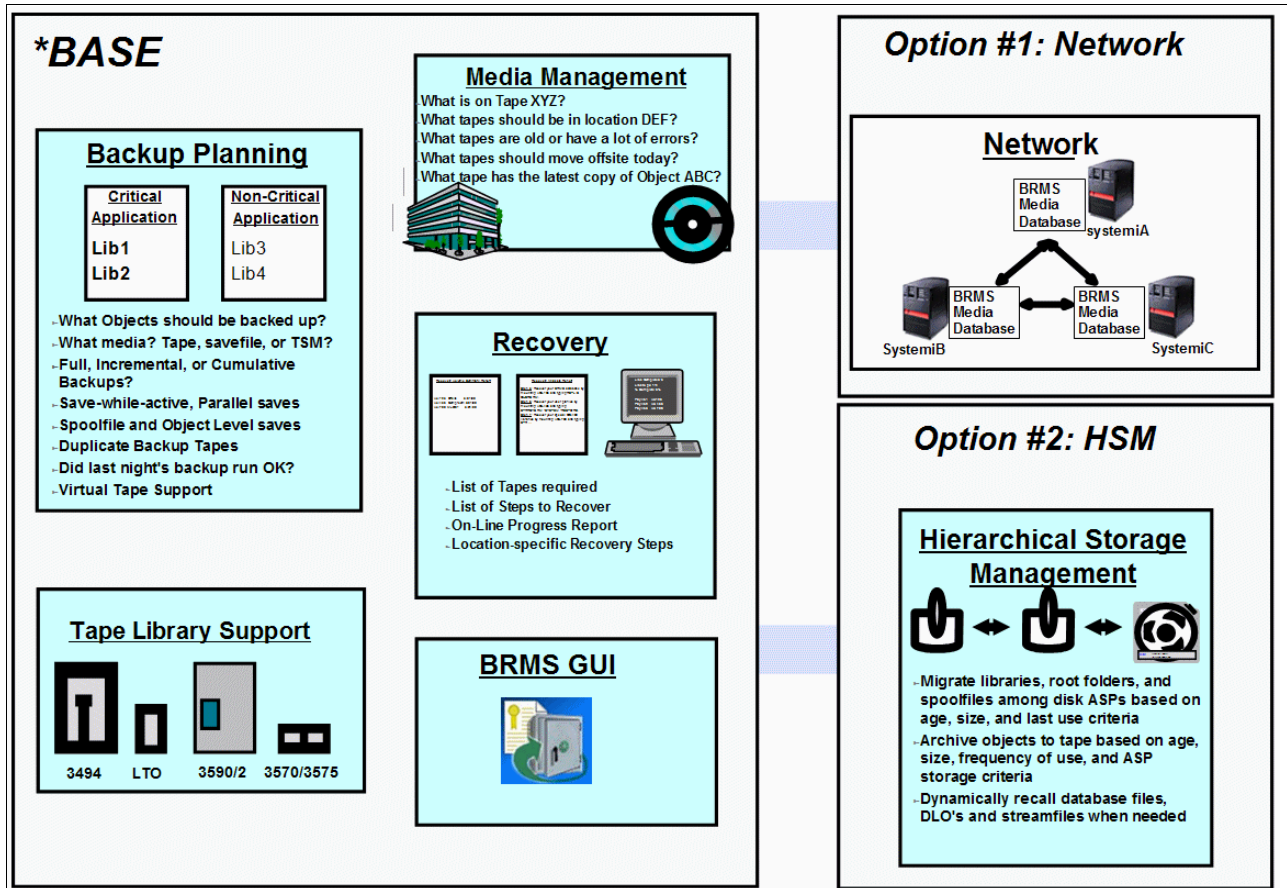 *BASE
Backup Planning
Critical
Application
Lib1
Lib2
Non-Critical
Application
Lib3
Lib4
What Objects should be backed up?
What media? Tape, savefile, or TSM?
Full, Incremental, or Cumulative
Backups?
Save-while-active, Parallel saves
Spoolfile and Object Level saves
Duplicate Backup Tapes
Did last night's backup run OK?
Virtual Tape Support
Tape Library Support
3494
LTO
3590/2
3570/3575
Media Management
What is on Tape XYZ?
What tapes should be in location DEF?
What tapes are old or have a lot of errors?
What tapes should move offsite today?
What tape has the latest copy of Object ABC?
Recovery
List of Tapes required
List of Steps to Recover
On-Line Progress Report
Location-specific Recovery Steps
BRMS GUI
Option #1: Network
Network
BRMS
Media
Database
systemiA
BRMS
Media
Database
SystemiB
BRMS
Media
Database
SystemiC
Option #2: HSM
Hierarchical Storage
Management
Migrate libraries, root folders, and
spoolfiles among disk ASPs based on
age, size, and last use criteria
Archive objects to tape based on age,
size, frequency of use, and ASP
storage criteria
Dynamically recall database files,
DLO's and streamfiles when needed